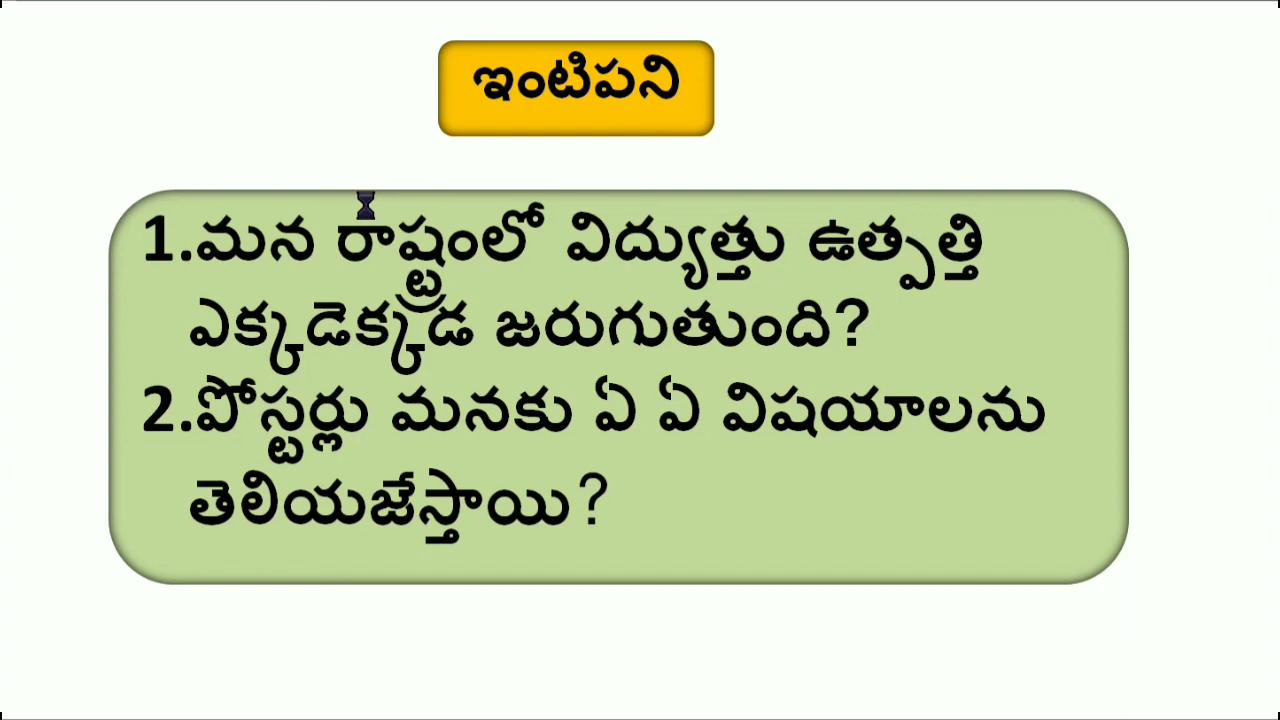 ఇంటిపని
1.మన రాష్ట్రంలో విద్యుత్తు ఉత్పత్తి
ఎక్కడెక్కడ జరుగుతుంది?
2.పోస్టర్లు మనకు ఏ ఏ విషయాలను
తెలియజేస్తాయి?